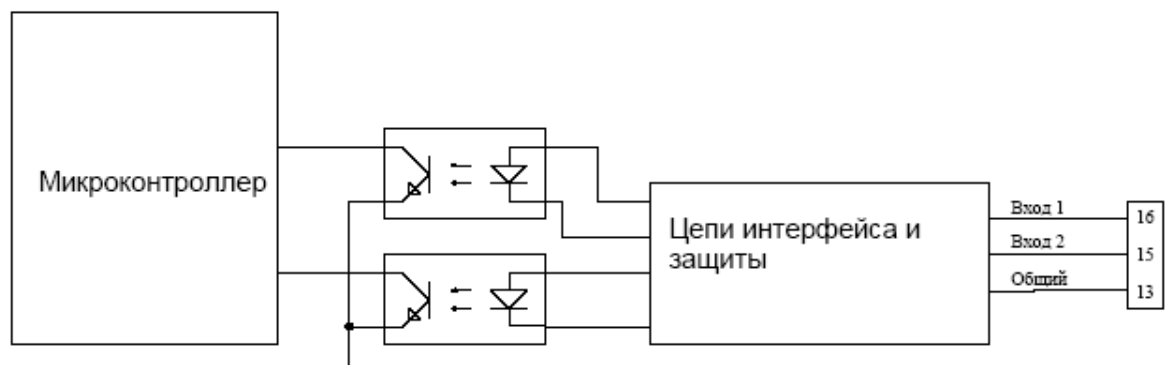 Микроконтроллер
Цепи интерфейса и
защиты
Вход 1
16
Вход 2
15
Общий
13